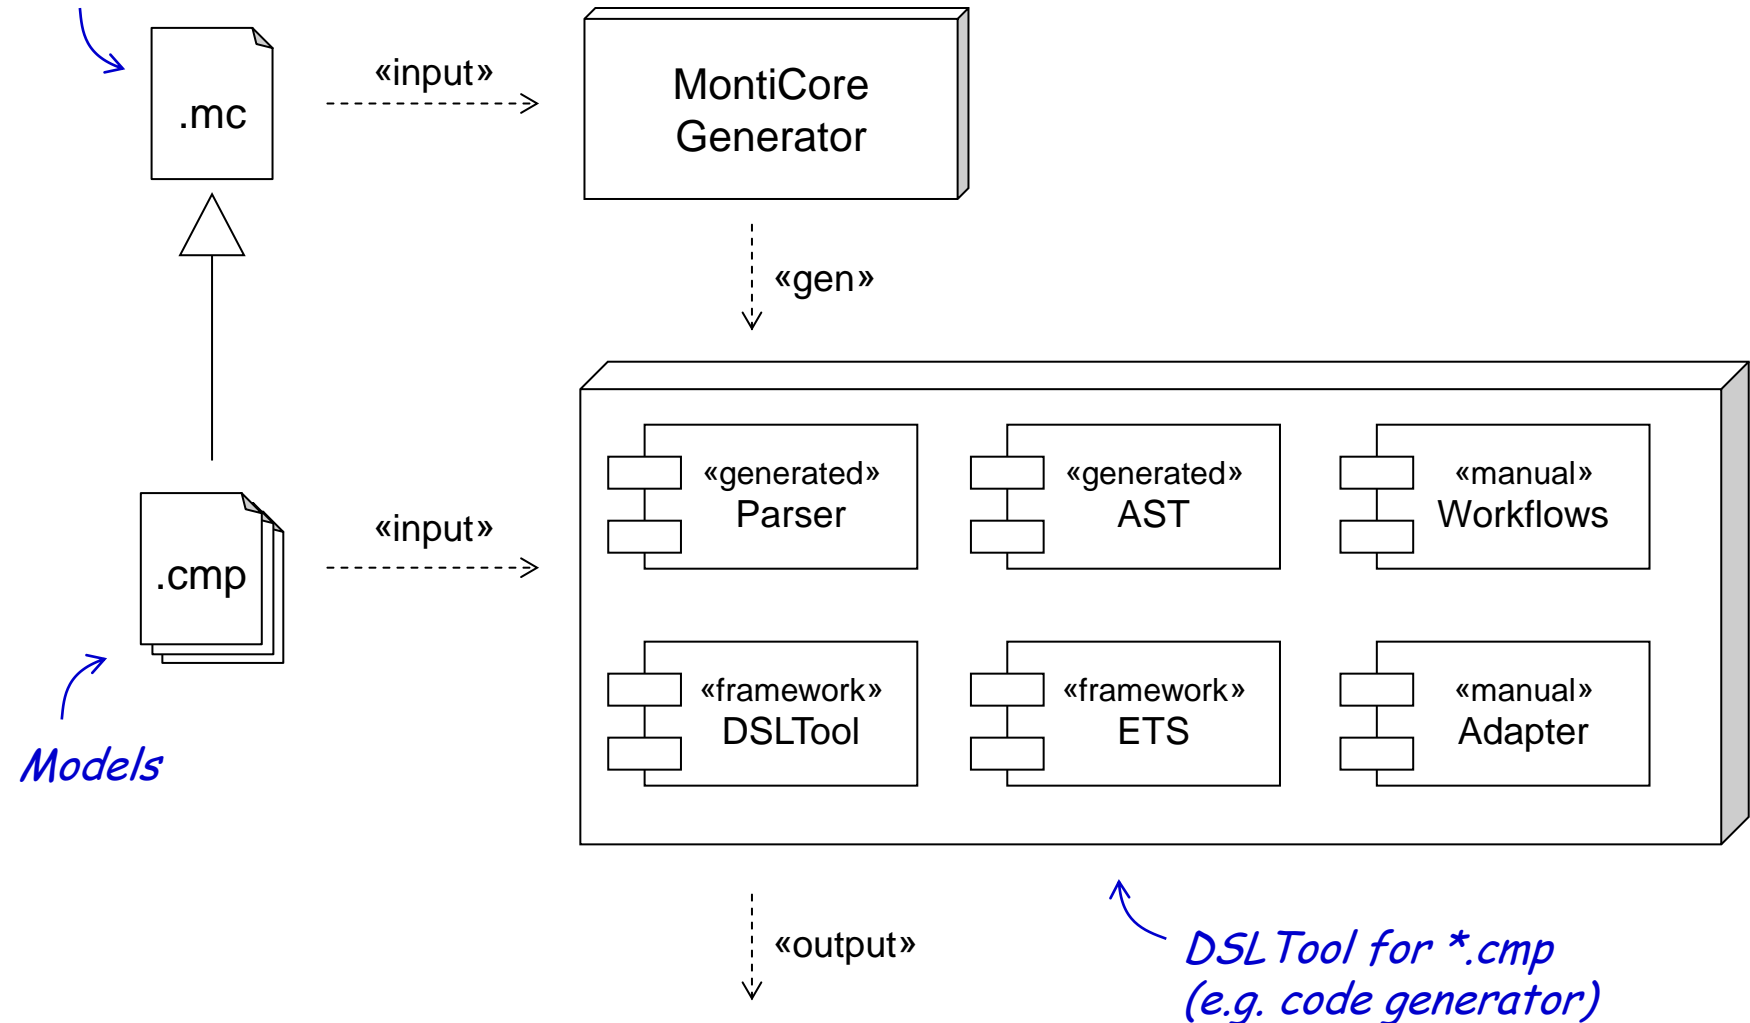 .mc
«input»
MontiCore
Generator
«gen»
.cmp
«input»
«generated»
Parser
«generated»
AST
«manual»
Workflows
«framework»
DSLTool
«framework»
ETS
«manual»
Adapter
Models
«output»
DSLTool for *.cmp
(e.g. code generator)